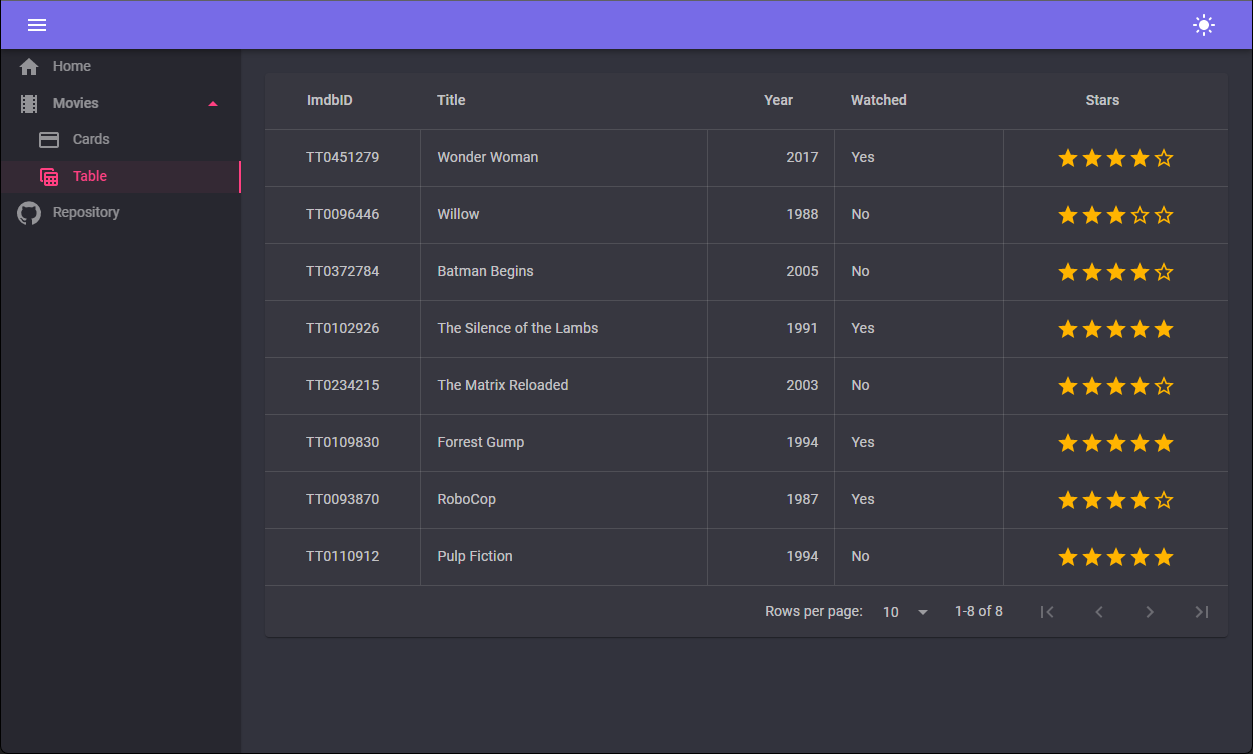 Home
Movies
Cards
Table
Repository
ImdbID Title Year Watched Stars
TT0451279 Wonder Woman 2017 Yes
TT0096446 Willow 1988 No
TT0372784 Batman Begins 2005 No
TT0102926 The Silence of the Lambs 1991 Yes
TT0234215 The Matrix Reloaded 2003 No
TT0109830 Forrest Gump 1994 Yes
TT0093870 RoboCop 1987 Yes
TT0110912 Pulp Fiction 1994 No
Rows per page: 10 1-8 of 8